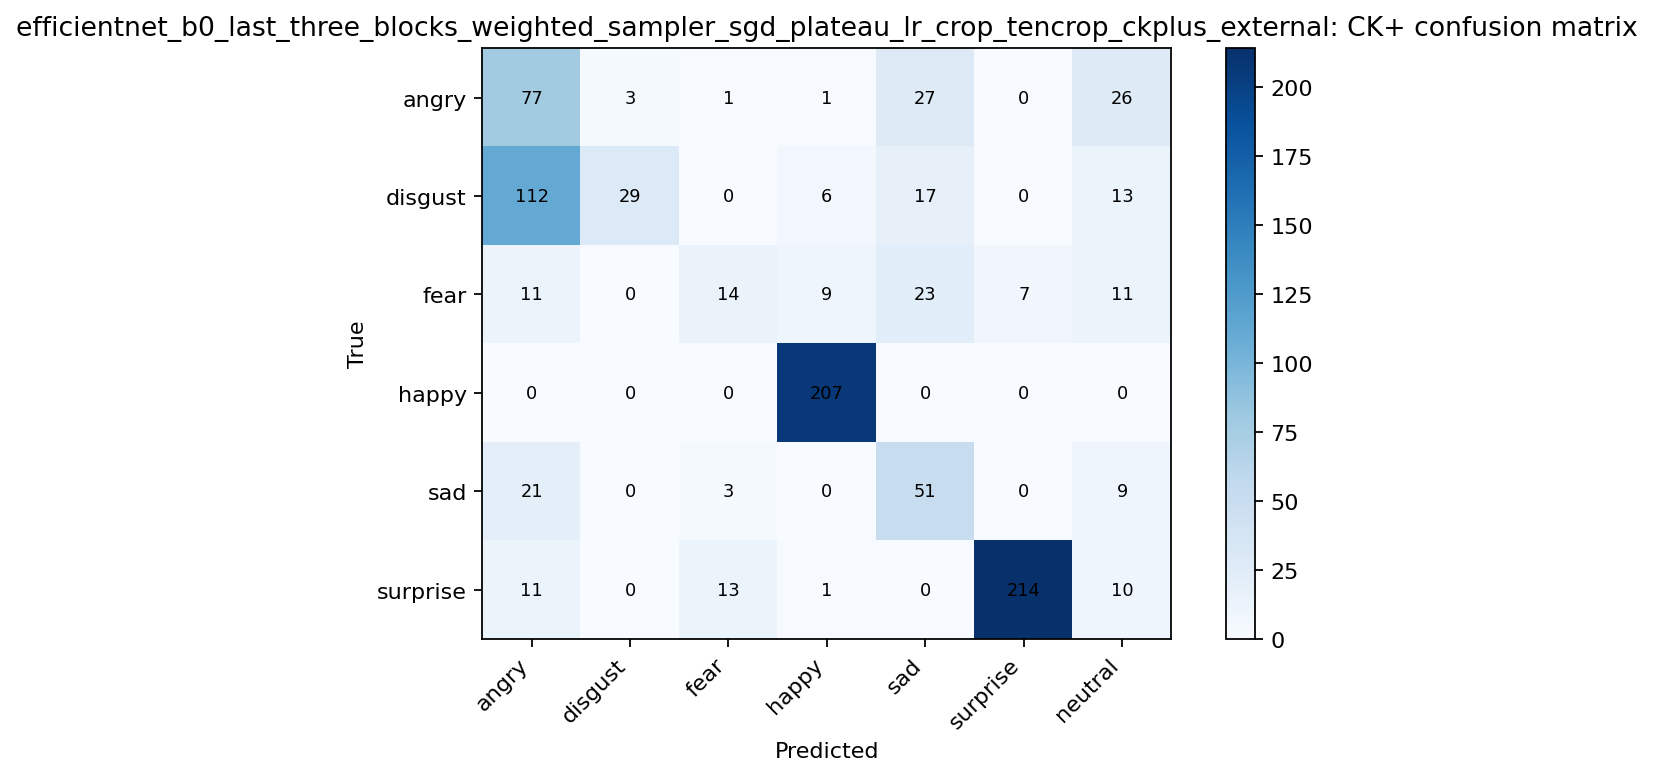 efficientnet_b0_last_three_blocks_weighted_sampler_sgd_plateau_lr_crop_tencrop_ckplus_external: CK+ confusion matrix
angry 77 3 1 1 27 0 26
disgust 112 29 0 6 17 0 13
fear 11 0 14 9 23 7 11
happy 0 0 0 207 0 0 0
sad 21 0 3 0 51 0 9
surprise 11 0 13 1 0 214 10
True
angry disgust fear happy sad surprise neutral
Predicted
200
175
150
125
100
75
50
25
0